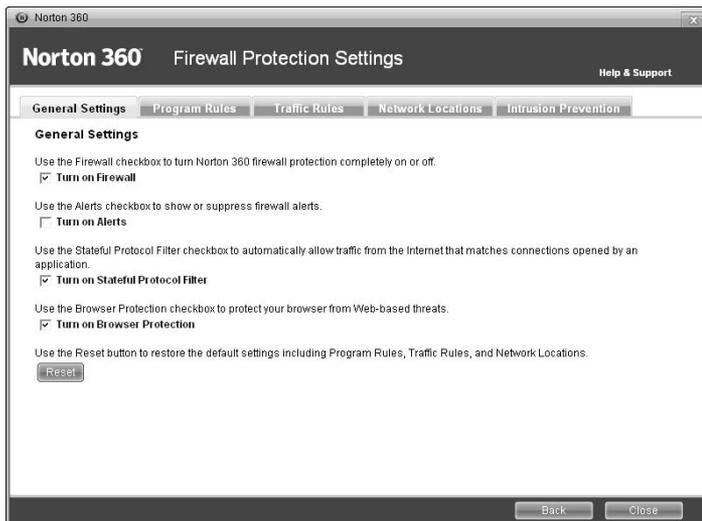 Norton 360
Norton 360 Firewall Protection Settings
Help & Support
General Settings Program Rules Traffic Rules Network Locations Intrusion Prevention
General Settings
Use the Firewall checkbox to turn Norton 360 firewall protection completely on or off.
Turn on Firewall
Use the Alerts checkbox to show or suppress firewall alerts.
Turn on Alerts
Use the Stateful Protocol Filter checkbox to automatically allow traffic from the Internet that matches connections opened by an
application.
Turn on Stateful Protocol Filter
Use the Browser Protection checkbox to protect your browser from Web-based threats.
Turn on Browser Protection
Use the Reset button to restore the default settings including Program Rules, Traffic Rules, and Network Locations.
Reset
Back Close